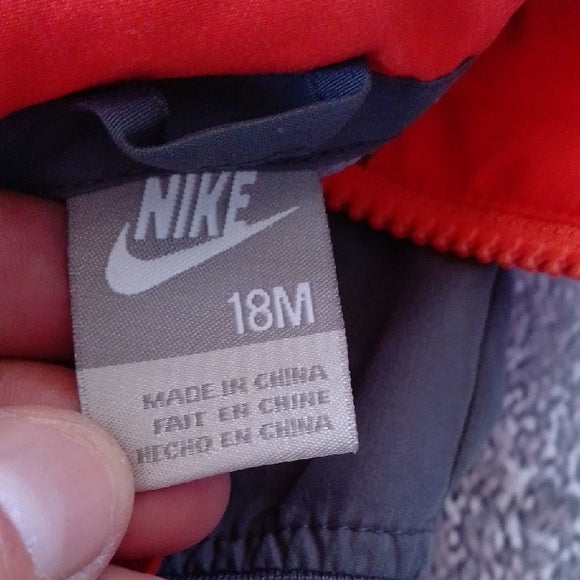 NIKE
18M
MADE IN CHINA
FAIT EN CHINE
HECHO EN CHINA